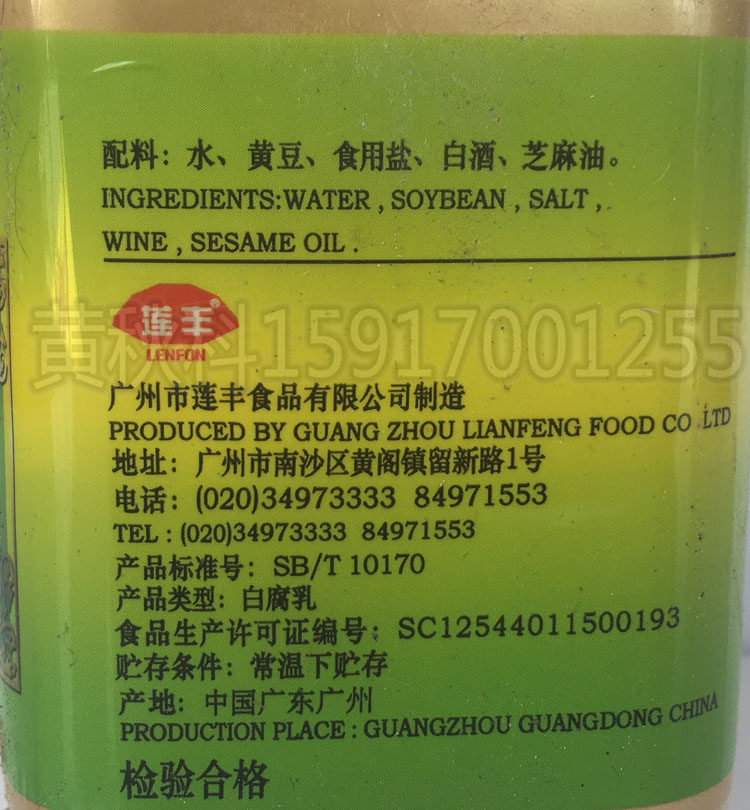 配料：水、黄豆、食用盐、白酒、芝麻油。
INGREDIENTS:WATER , SOYBEAN , SALT ,
WINE , SESAME OIL .
莲丰®
LENFON
黄秋科15917001255
广州市莲丰食品有限公司制造
PRODUCED BY GUANG ZHOU LIANFENG FOOD CO .LTD
地址：广州市南沙区黄阁镇留新路1号
电话：(020)34973333 84971553
TEL : (020)34973333 84971553
产品标准号：SB/T 10170
产品类型：白腐乳
食品生产许可证编号：SC12544011500193
贮存条件：常温下贮存
产地：中国广东广州
PRODUCTION PLACE : GUANGZHOU GUANGDONG CHINA
检验合格